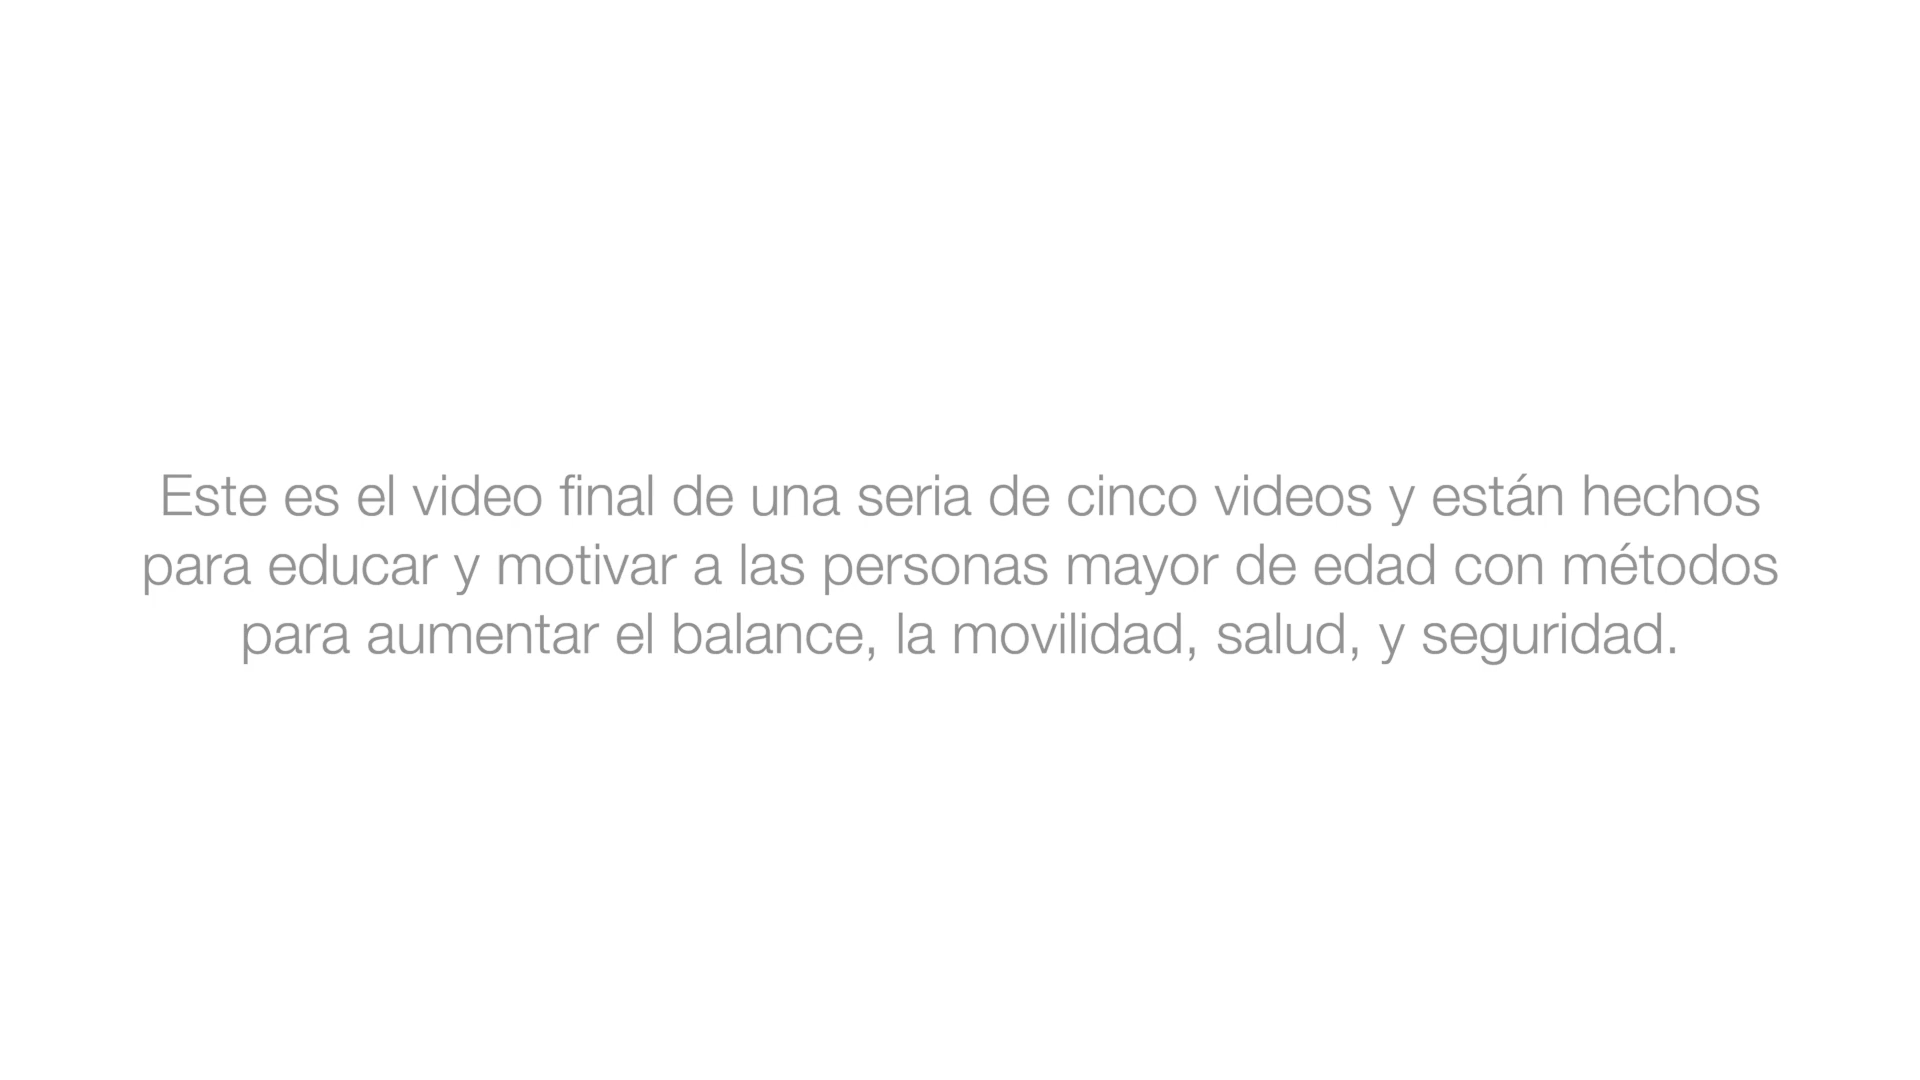 Este es el video final de una seria de cinco videos y están hechos
para educar y motivar a las personas mayor de edad con métodos
para aumentar el balance, la movilidad, salud, y seguridad.